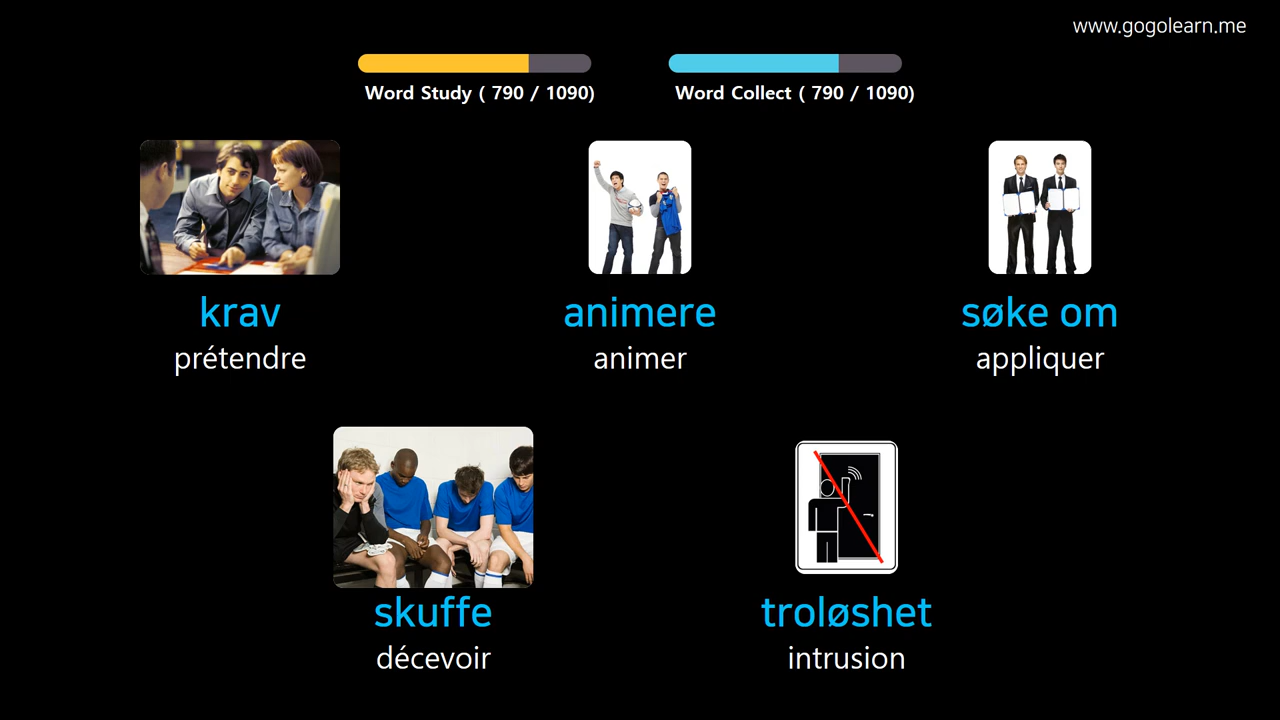 www.gogolearn.me
Word Study ( 790 / 1090)
Word Collect ( 790 / 1090)
krav
prétendre
animere
animer
søke om
appliquer
skuffe
décevoir
troløshet
intrusion